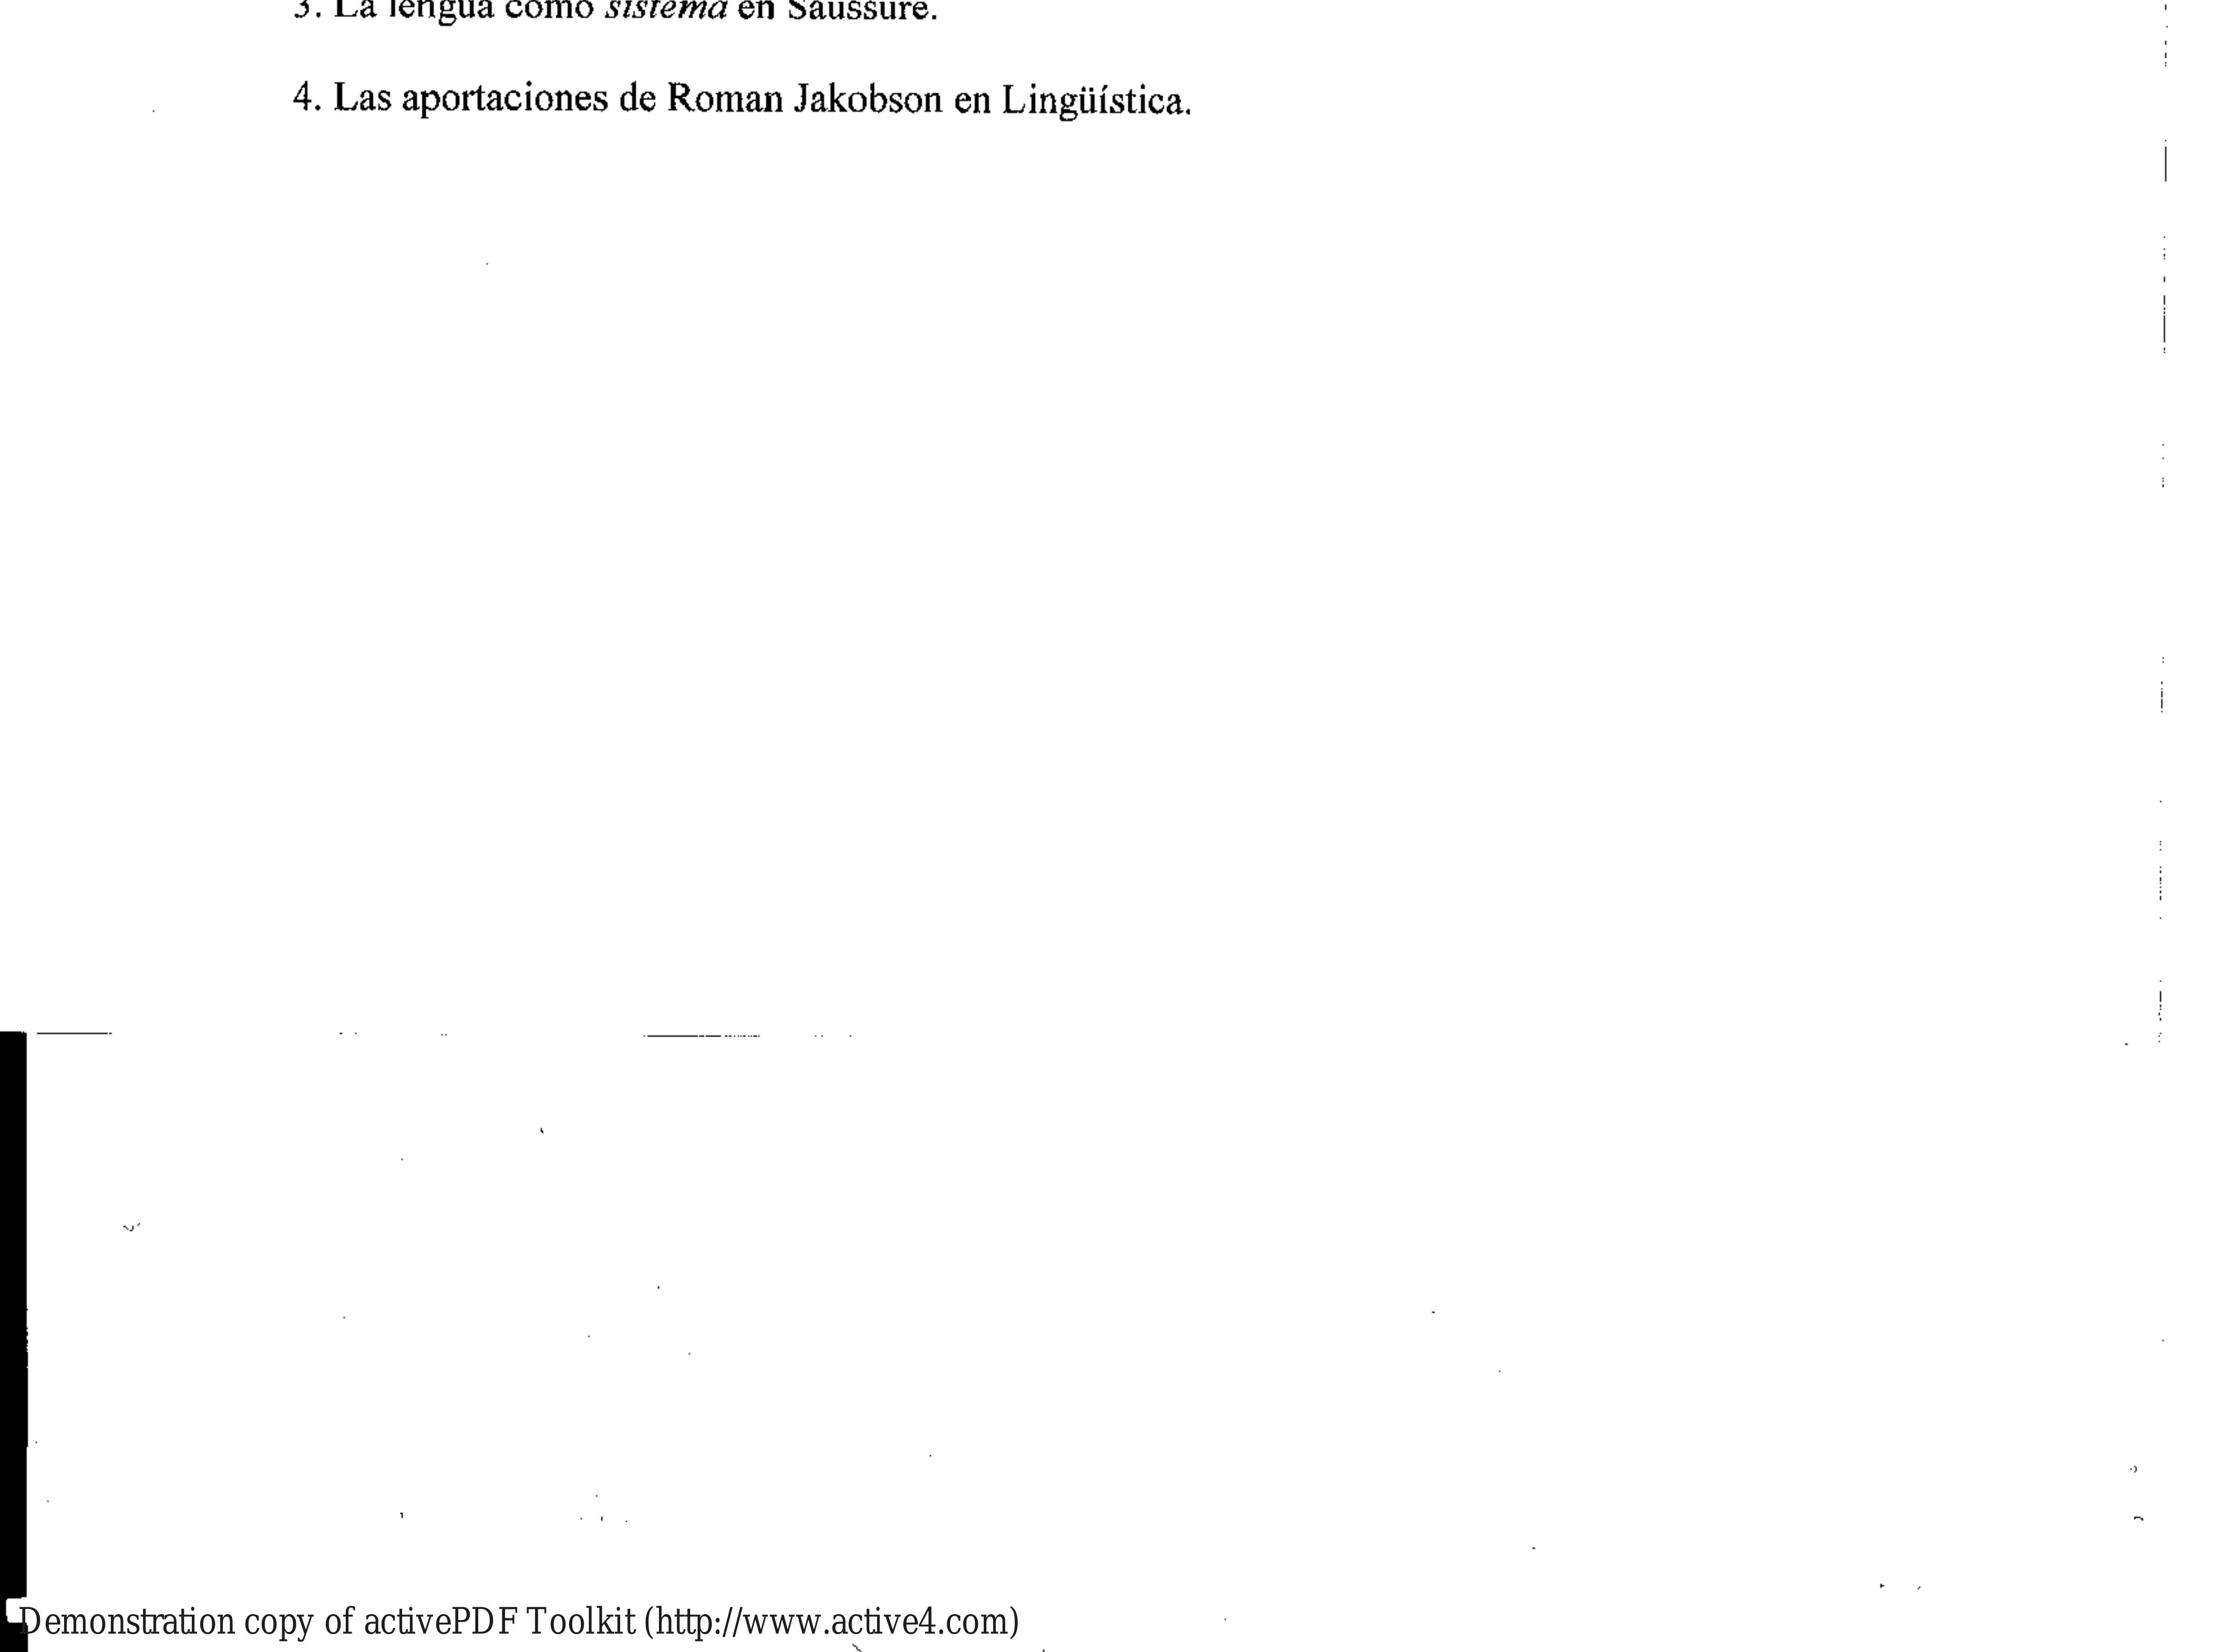 3. La lengua como sistema en Saussure.
4. Las aportaciones de Roman Jakobson en Lingüística.
Demonstration copy of activePDF Toolkit (http://www.active4.com)